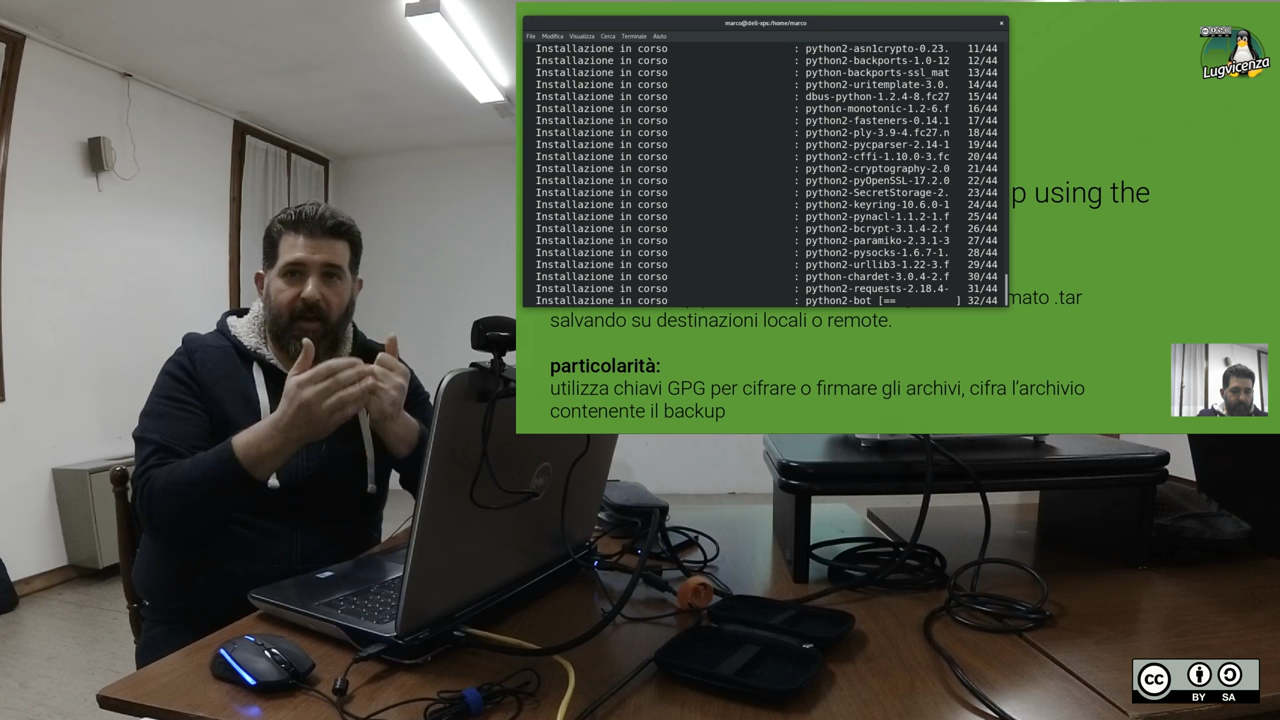 marco@dell-xps:/home/marco
File Modifica Visualizza Cerca Terminale Aiuto
Installazione in corso : python2-asn1crypto-0.23. 11/44
Installazione in corso : python2-backports-1.0-12 12/44
Installazione in corso : python-backports-ssl_mat 13/44
Installazione in corso : python2-uritemplate-3.0. 14/44
Installazione in corso : dbus-python-1.2.4-8.fc27 15/44
Installazione in corso : python-monotonic-1.2-6.f 16/44
Installazione in corso : python2-fasteners-0.14.1 17/44
Installazione in corso : python2-ply-3.9-4.fc27.n 18/44
Installazione in corso : python2-pycparser-2.14-1 19/44
Installazione in corso : python2-cffi-1.10.0-3.fc 20/44
Installazione in corso : python2-cryptography-2.0 21/44
Installazione in corso : python2-pyOpenSSL-17.2.0 22/44
Installazione in corso : python2-SecretStorage-2. 23/44
Installazione in corso : python2-keyring-10.6.0-1 24/44
Installazione in corso : python2-pynacl-1.1.2-1.f 25/44
Installazione in corso : python2-bcrypt-3.1.4-2.f 26/44
Installazione in corso : python2-paramiko-2.3.1-3 27/44
Installazione in corso : python2-pysocks-1.6.7-1. 28/44
Installazione in corso : python2-urllib3-1.22-3.f 29/44
Installazione in corso : python-chardet-3.0.4-2.f 30/44
Installazione in corso : python2-requests-2.18.4- 31/44
Installazione in corso : python2-bot [== ] 32/44
Lugvicenza
p using the
mato .tar
salvando su destinazioni locali o remote.
particolarità:
utilizza chiavi GPG per cifrare o firmare gli archivi, cifra l'archivio
contenente il backup
DELL
cc
BY SA